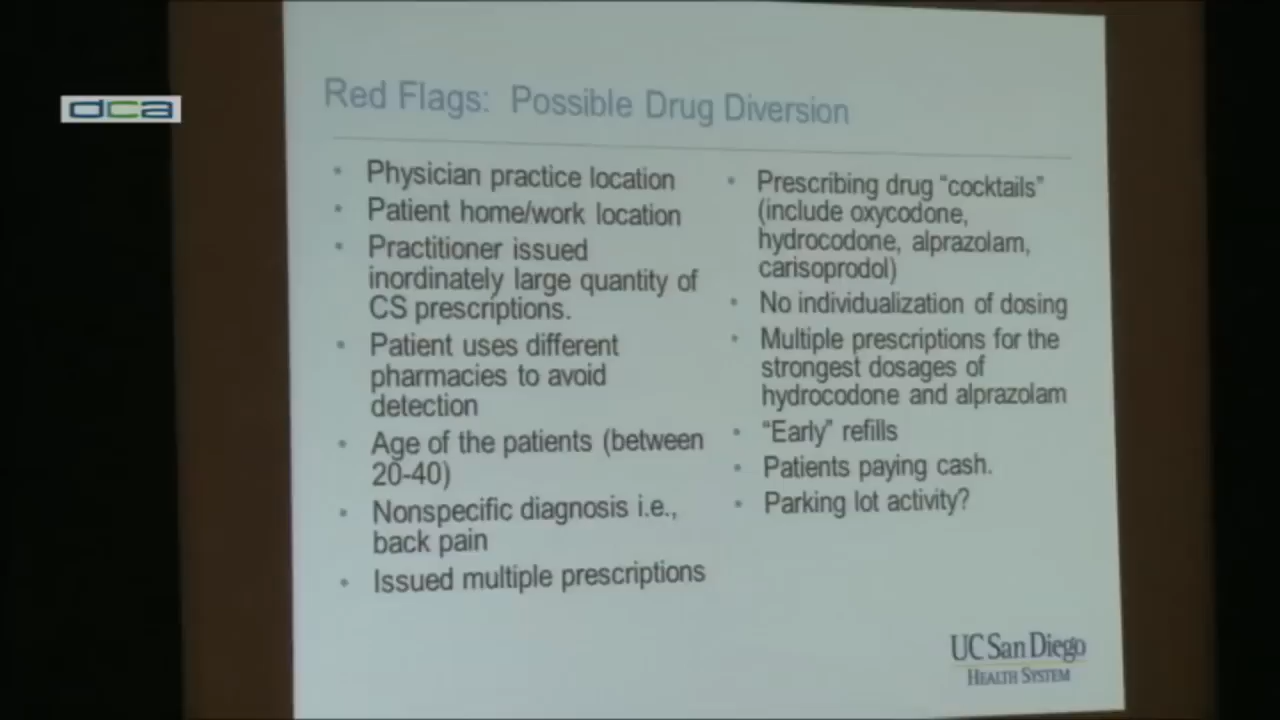 dca
Red Flags: Possible Drug Diversion
• Physician practice location
• Patient home/work location
• Practitioner issued
inordinately large quantity of
CS prescriptions.
• Patient uses different
pharmacies to avoid
detection
• Age of the patients (between
20-40)
• Nonspecific diagnosis i.e.,
back pain
• Issued multiple prescriptions
• Prescribing drug “cocktails”
(include oxycodone,
hydrocodone, alprazolam,
carisoprodol)
• No individualization of dosing
• Multiple prescriptions for the
strongest dosages of
hydrocodone and alprazolam
• “Early” refills
• Patients paying cash.
• Parking lot activity?
UC San Diego
HEALTH SYSTEM